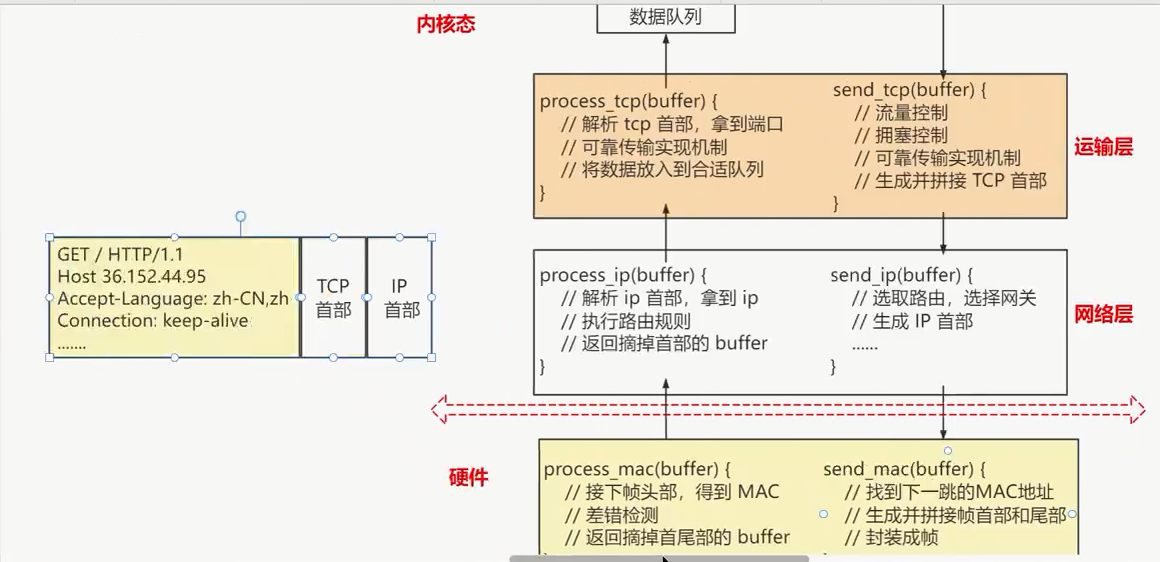 内核态
数据队列
process_tcp(buffer) {
// 解析 tcp 首部，拿到端口
// 可靠传输实现机制
// 将数据放入到合适队列
}
send_tcp(buffer) {
// 流量控制
// 拥塞控制
// 可靠传输实现机制
// 生成并拼接 TCP 首部
}
运输层
GET / HTTP/1.1
Host 36.152.44.95
Accept-Language: zh-CN,zh
Connection: keep-alive
.......
TCP
首部
IP
首部
process_ip(buffer) {
// 解析 ip 首部，拿到 ip
// 执行路由规则
// 返回摘掉首部的 buffer
}
send_ip(buffer) {
// 选取路由，选择网关
// 生成 IP 首部
......
}
网络层
硬件
process_mac(buffer) {
// 接下帧头部，得到 MAC
// 差错检测
// 返回摘掉首尾部的 buffer
send_mac(buffer) {
// 找到下一跳的MAC地址
// 生成并拼接帧首部和尾部
// 封装成帧